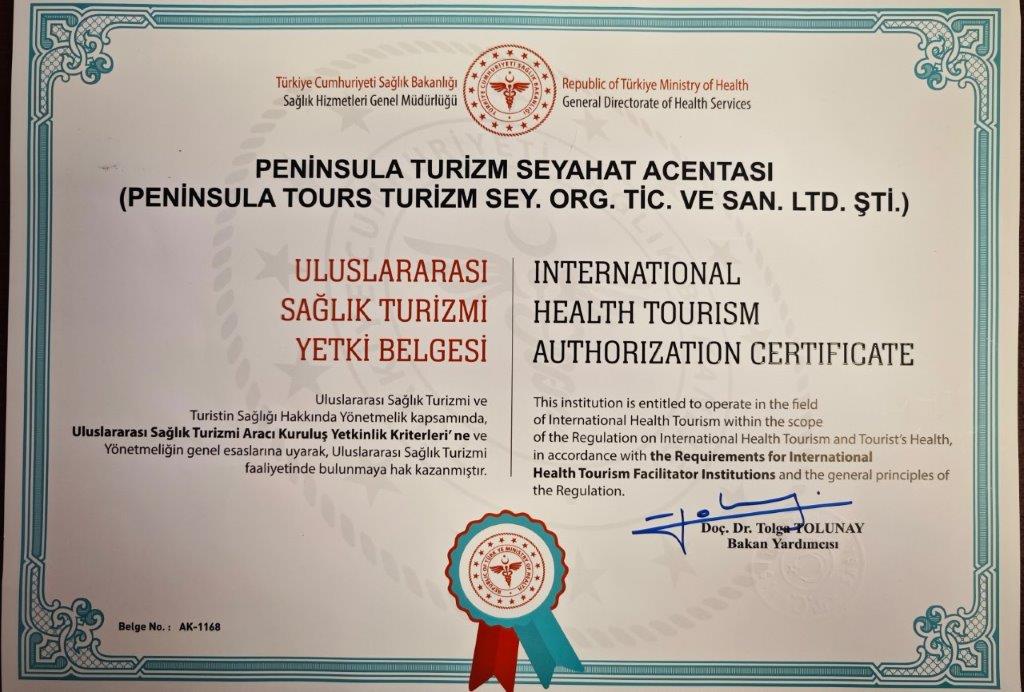 Türkiye Cumhuriyeti Sağlık Bakanlığı
Sağlık Hizmetleri Genel Müdürlüğü
TÜRKİYE CUMHURİYETİ SAĞLIK BAKANLIĞI
Republic of Türkiye Ministry of Health
General Directorate of Health Services
PENİNSULA TURİZM SEYAHAT ACENTASI
(PENİNSULA TOURS TURİZM SEY. ORG. TİC. VE SAN. LTD. ŞTİ.)
ULUSLARARASI
SAĞLIK TURİZMİ
YETKİ BELGESİ
Uluslararası Sağlık Turizmi ve
Turistin Sağlığı Hakkında Yönetmelik kapsamında,
Uluslararası Sağlık Turizmi Aracı Kuruluş Yetkinlik Kriterleri'ne ve
Yönetmeliğin genel esaslarına uyarak, Uluslararası Sağlık Turizmi
faaliyetinde bulunmaya hak kazanmıştır.
INTERNATIONAL
HEALTH TOURISM
AUTHORIZATION CERTIFICATE
This institution is entitled to operate in the field
of International Health Tourism within the scope
of the Regulation on International Health Tourism and Tourist's Health,
in accordance with the Requirements for International
Health Tourism Facilitator Institutions and the general principles of
the Regulation.
Doç. Dr. Tolga TOLUNAY
Bakan Yardımcısı
Belge No. : AK-1168